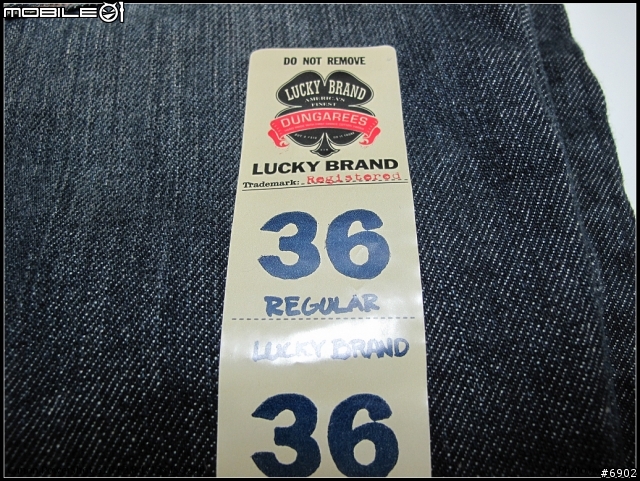 MOBILE01
DO NOT REMOVE
LUCKY BRAND
AMERICA'S
FINEST
DUNGAREES
LUCKY BRAND
Trademark: Registered
36
REGULAR
LUCKY BRAND
36
#6902